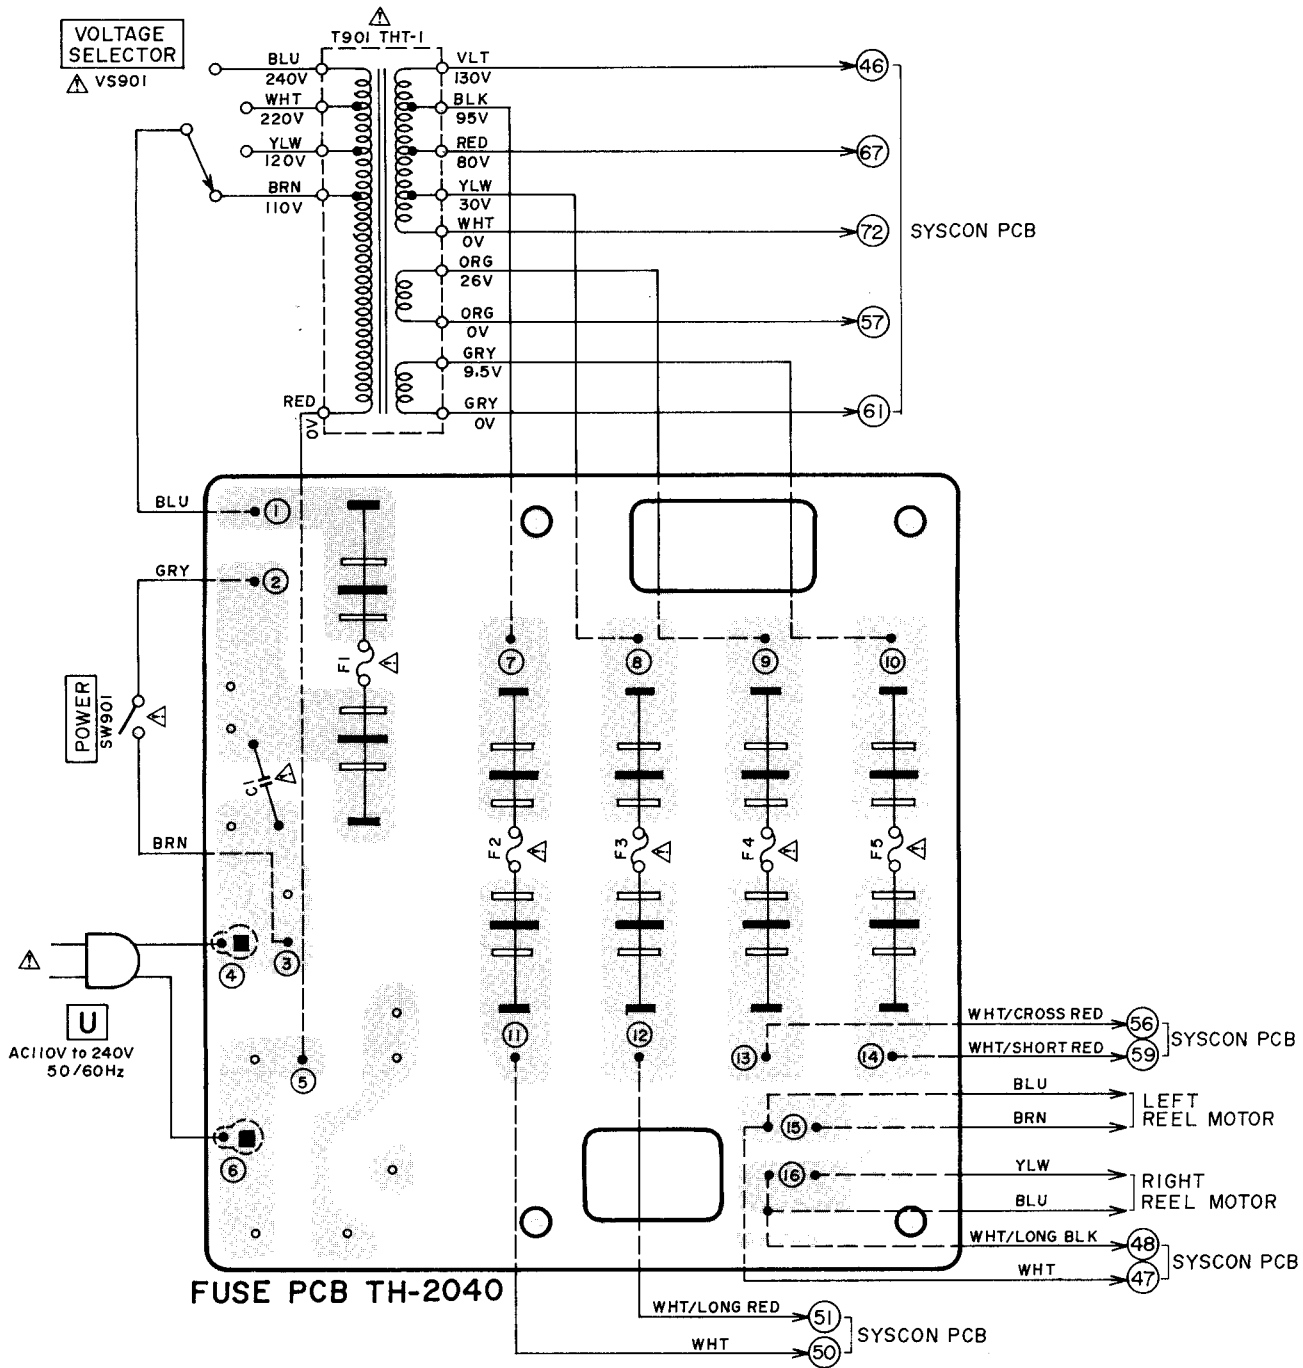 VOLTAGE
SELECTOR
VS901
T901 THT-1
BLU
240V
WHT
220V
YLW
120V
BRN
110V
RED
0V
VLT
130V
BLK
95V
RED
80V
YLW
30V
WHT
0V
ORG
26V
ORG
0V
GRY
9.5V
GRY
0V
46
67
72
57
61
SYSCON PCB
BLU
1
GRY
2
POWER
SW901
BRN
3
4
5
6
U
AC110V to 240V
50/60Hz
C1
F1
7
8
9
10
F2
F3
F4
F5
11
12
13
14
15
16
WHT/CROSS RED
56
WHT/SHORT RED
59
SYSCON PCB
BLU
BRN
LEFT
REEL MOTOR
YLW
BLU
RIGHT
REEL MOTOR
WHT/LONG BLK
48
WHT
47
SYSCON PCB
FUSE PCB TH-2040
WHT/LONG RED
51
WHT
50
SYSCON PCB